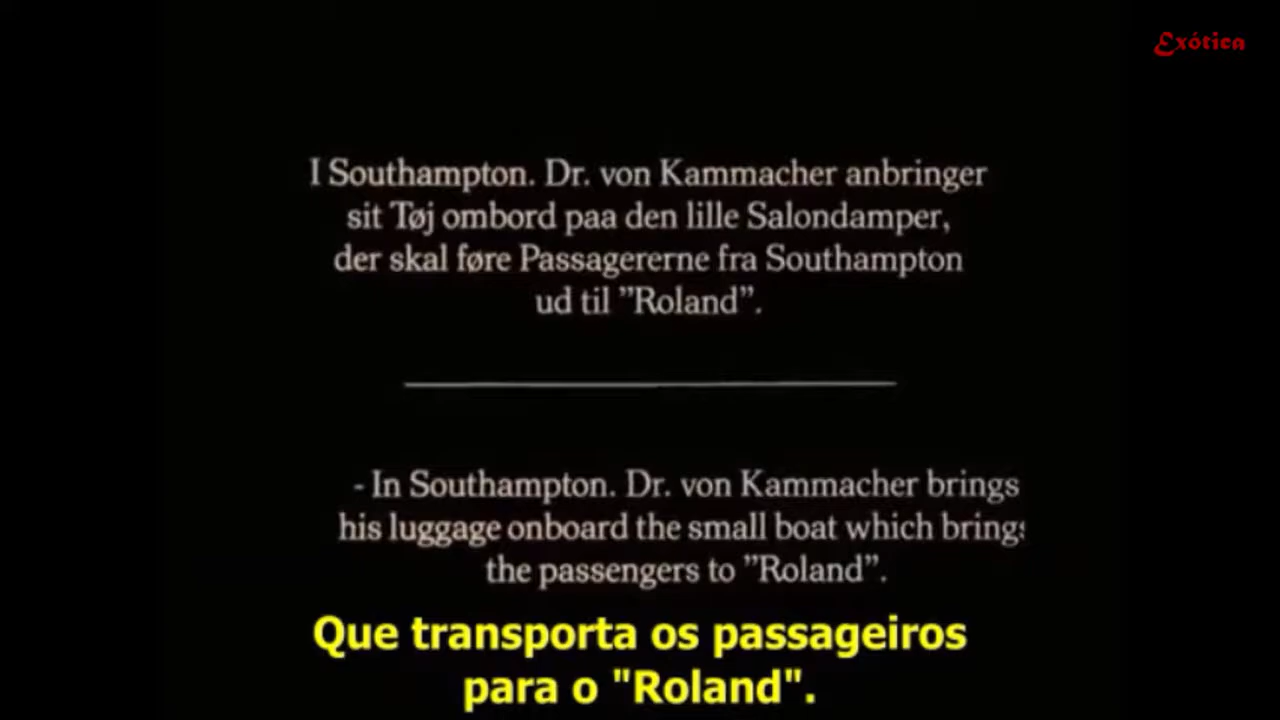 Exótica
I Southampton. Dr. von Kammacher anbringer
sit Tøj ombord paa den lille Salondamper,
der skal føre Passagererne fra Southampton
ud til ”Roland”.
- In Southampton. Dr. von Kammacher brings
his luggage onboard the small boat which brings
the passengers to ”Roland”.
Que transporta os passageiros
para o "Roland".